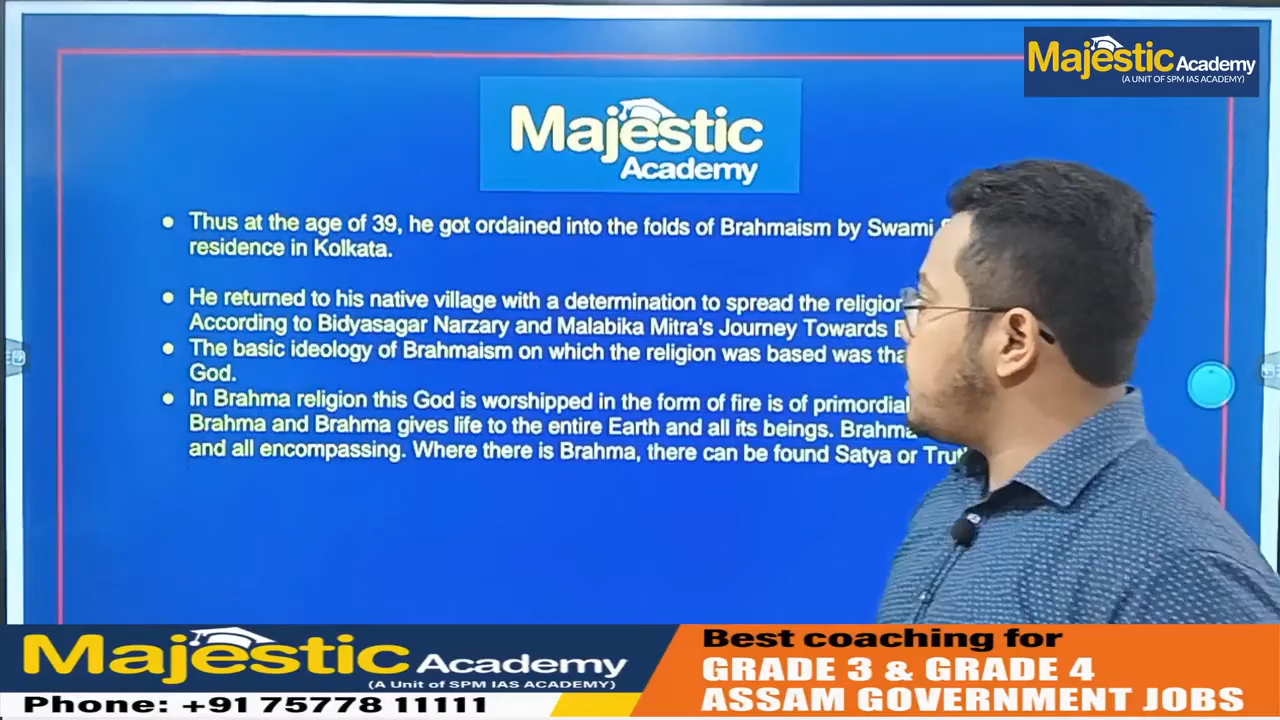 Majestic Academy
(A UNIT OF SPM IAS ACADEMY)
Majestic
Academy
Thus at the age of 39, he got ordained into the folds of Brahmaism by Swami
residence in Kolkata.
He returned to his native village with a determination to spread the religion
According to Bidyasagar Narzary and Malabika Mitra's Journey Towards
The basic ideology of Brahmaism on which the religion was based was
God.
In Brahma religion this God is worshipped in the form of fire is of primordial
Brahma and Brahma gives life to the entire Earth and all its beings. Brahma
and all encompassing. Where there is Brahma, there can be found Satya or Truth
Majestic Academy
(A Unit of SPM IAS ACADEMY)
Phone: +91 75778 11111
Best coaching for
GRADE 3 & GRADE 4
ASSAM GOVERNMENT JOBS